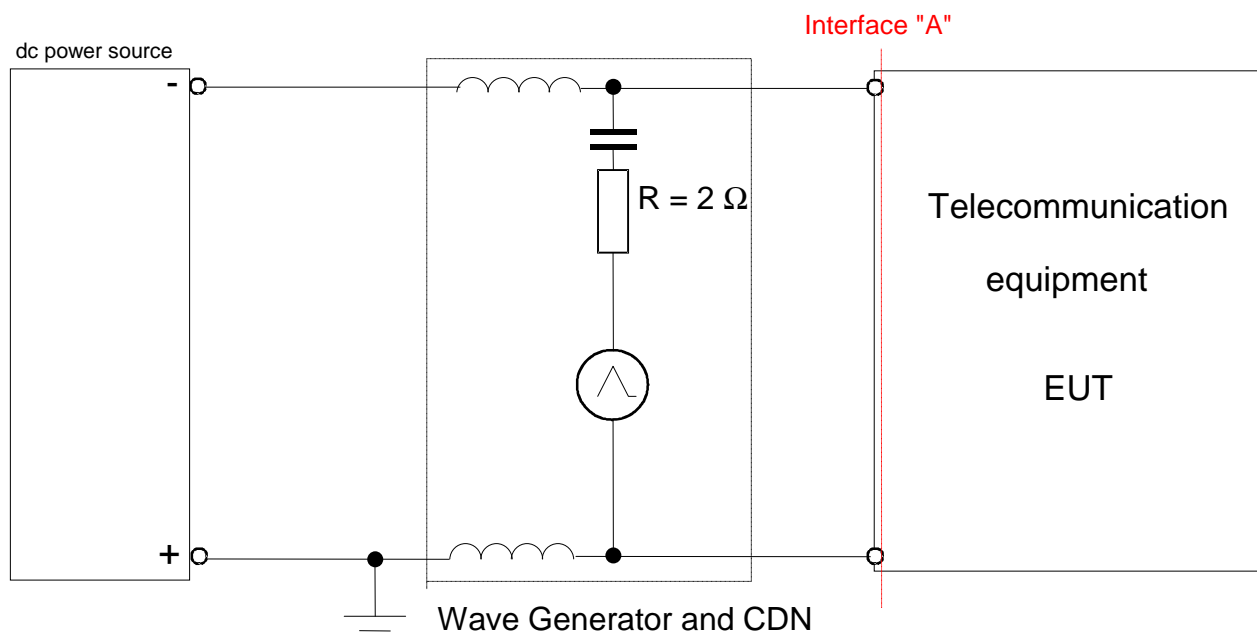 Interface "A"
dc power source
-
R = 2 Ω
Telecommunication
equipment
EUT
+
Wave Generator and CDN